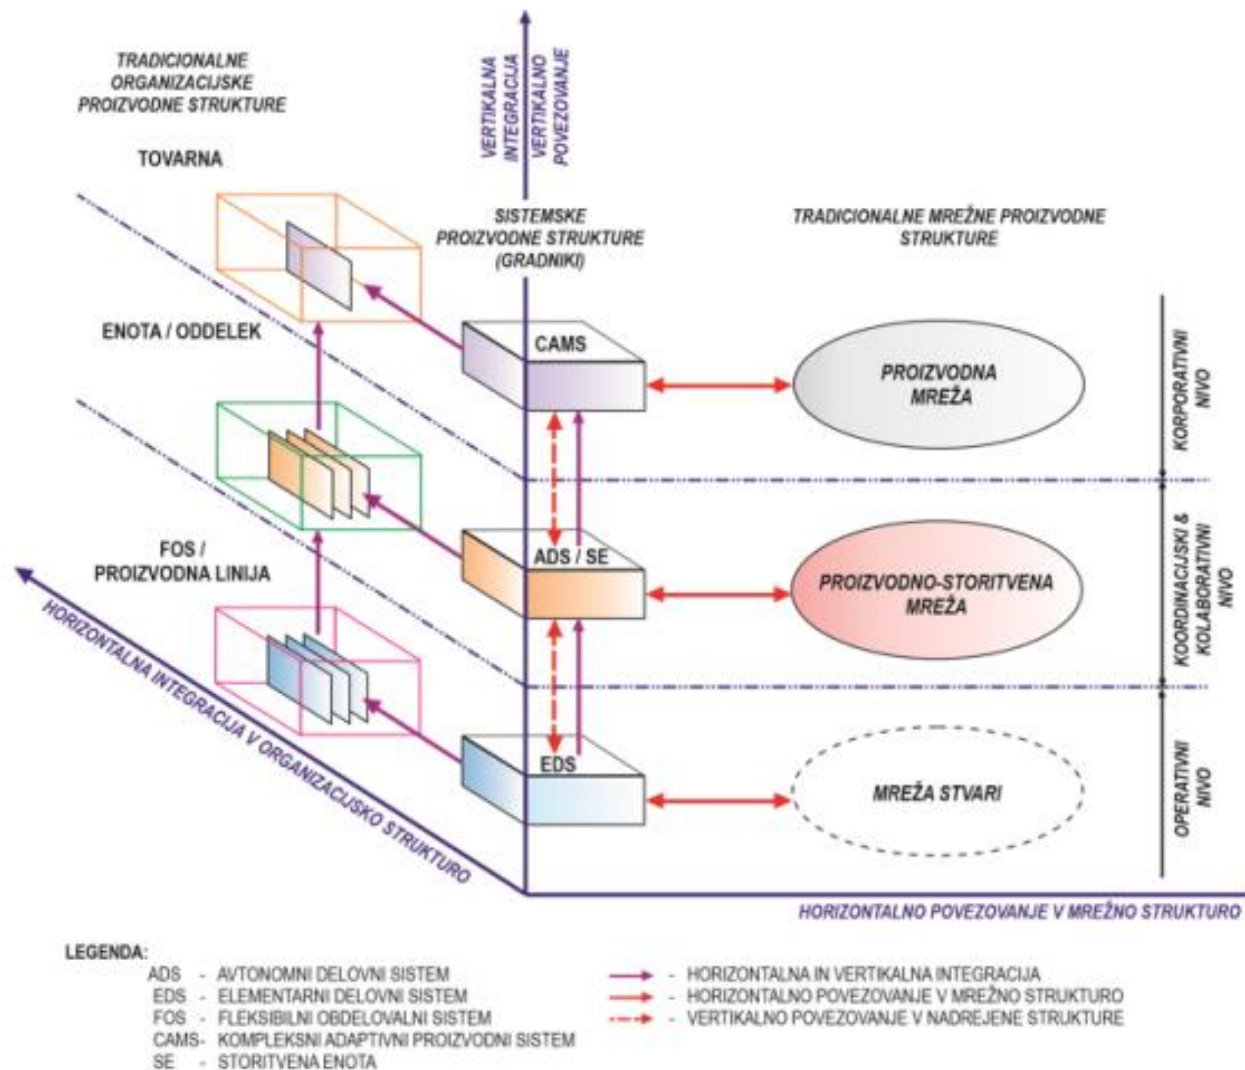 TRADICIONALNE
ORGANIZACIJSKE
PROIZVODNE STRUKTURE
VERTIKALNA
INTEGRACIJA
VERTIKALNO
POVEZOVANJE
TOVARNA
SISTEMSKE
PROIZVODNE STRUKTURE
(GRADNIKI)
TRADICIONALNE MREŽNE PROIZVODNE
STRUKTURE
ENOTA / ODDELEK
CAMS
PROIZVODNA
MREŽA
KORPORATIVNI
NIVO
FOS /
PROIZVODNA LINIJA
ADS / SE
PROIZVODNO-STORITVENA
MREŽA
KOORDINACIJSKI &
KOLABORATIVNI
NIVO
EDS
MREŽA STVARI
OPERATIVNI
NIVO
HORIZONTALNA INTEGRACIJA V ORGANIZACIJSKO STRUKTURO
HORIZONTALNO POVEZOVANJE V MREŽNO STRUKTURO
LEGENDA:
ADS - AVTONOMNI DELOVNI SISTEM
EDS - ELEMENTARNI DELOVNI SISTEM
FOS - FLEKSIBILNI OBDELOVALNI SISTEM
CAMS- KOMPLEKSNI ADAPTIVNI PROIZVODNI SISTEM
SE - STORITVENA ENOTA
- HORIZONTALNA IN VERTIKALNA INTEGRACIJA
- HORIZONTALNO POVEZOVANJE V MREŽNO STRUKTURO
- VERTIKALNO POVEZOVANJE V NADREJENE STRUKTURE